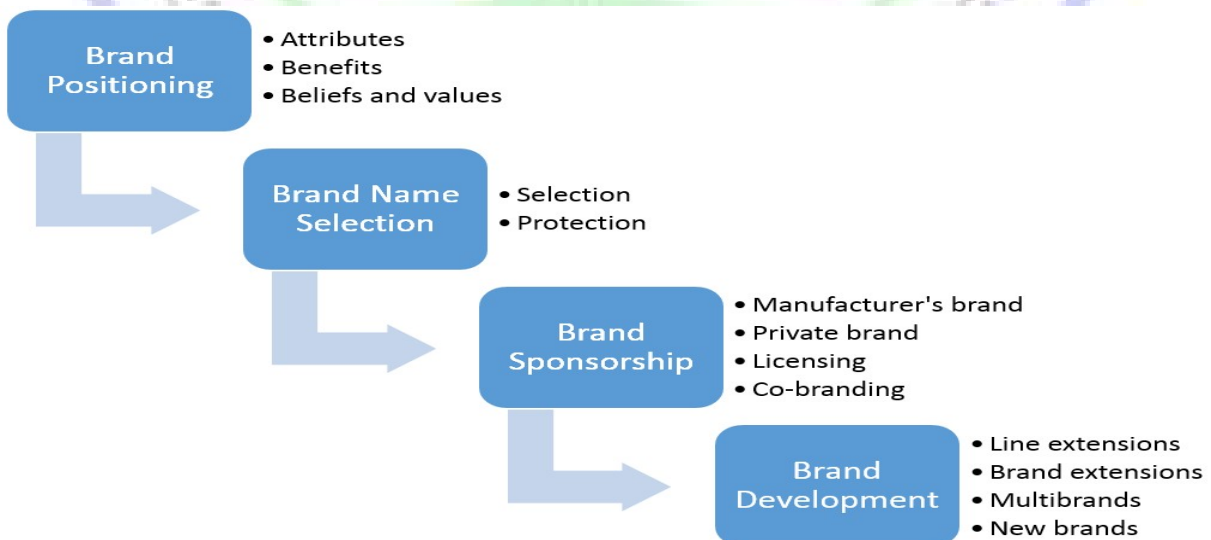 Brand
Positioning
• Attributes
• Benefits
• Beliefs and values
Brand Name
Selection
• Selection
• Protection
Brand
Sponsorship
• Manufacturer's brand
• Private brand
• Licensing
• Co-branding
Brand
Development
• Line extensions
• Brand extensions
• Multibrands
• New brands